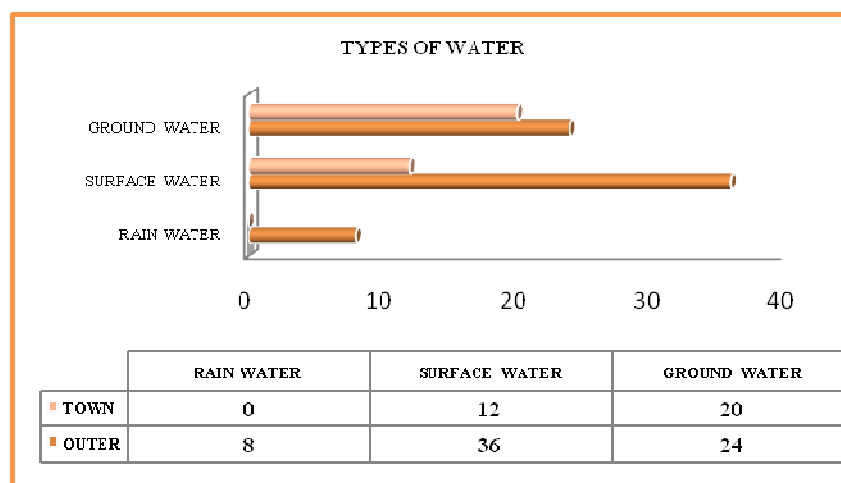 TYPES OF WATER
GROUND WATER
SURFACE WATER
RAIN WATER
0 10 20 30 40
RAIN WATER SURFACE WATER GROUND WATER
TOWN 0 12 20
OUTER 8 36 24